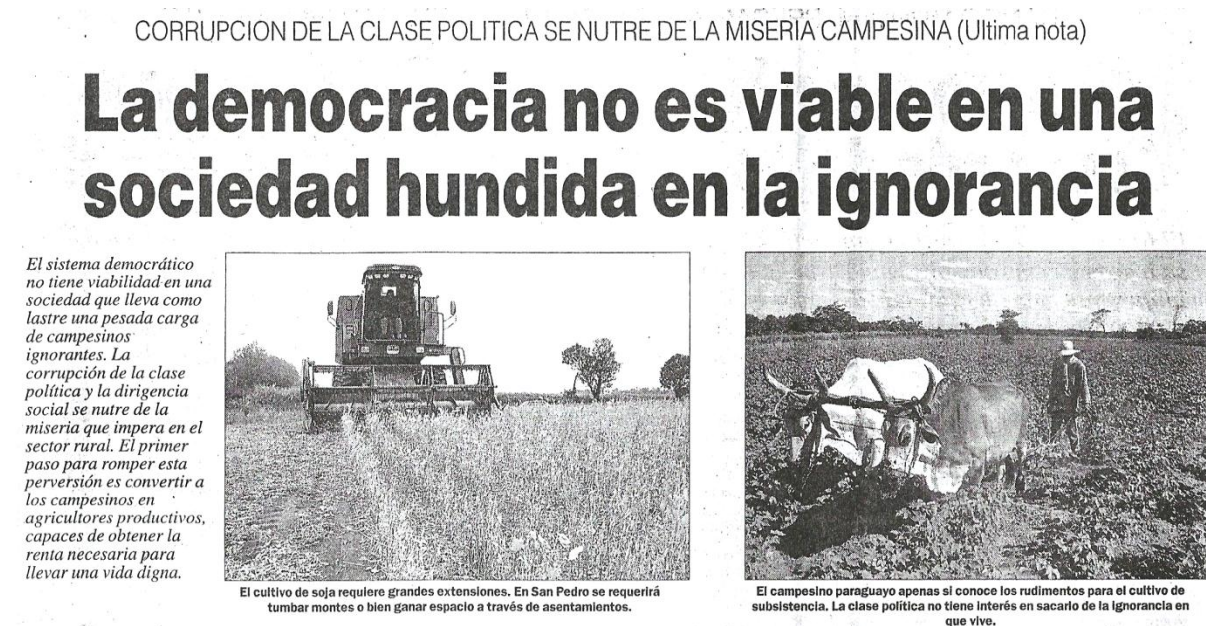 CORRUPCION DE LA CLASE POLITICA SE NUTRE DE LA MISERIA CAMPESINA (Ultima nota)
La democracia no es viable en una
sociedad hundida en la ignorancia
El sistema democrático
no tiene viabilidad en una
sociedad que lleva como
lastre una pesada carga
de campesinos
ignorantes. La
corrupción de la clase
política y la dirigencia
social se nutre de la
miseria que impera en el
sector rural. El primer
paso para romper esta
perversión es convertir a
los campesinos en
agricultores productivos,
capaces de obtener la
renta necesaria para
llevar una vida digna.
El cultivo de soja requiere grandes extensiones. En San Pedro se requerirá
tumbar montes o bien ganar espacio a través de asentamientos.
El campesino paraguayo apenas si conoce los rudimentos para el cultivo de
subsistencia. La clase política no tiene interés en sacarlo de la ignorancia en
que vive.